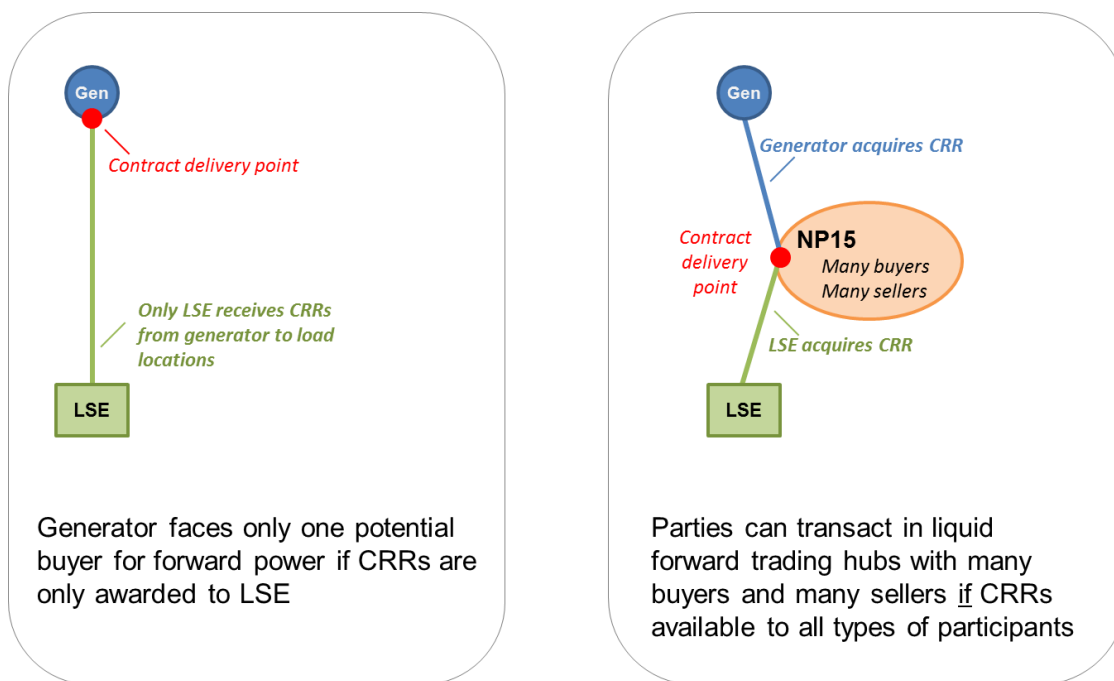 Gen
Contract delivery point
Only LSE receives CRRs
from generator to load
locations
LSE
Generator faces only one potential
buyer for forward power if CRRs are
only awarded to LSE
Gen
Generator acquires CRR
Contract
delivery
point
NP15
Many buyers
Many sellers
LSE acquires CRR
LSE
Parties can transact in liquid
forward trading hubs with many
buyers and many sellers if CRRs
available to all types of participants